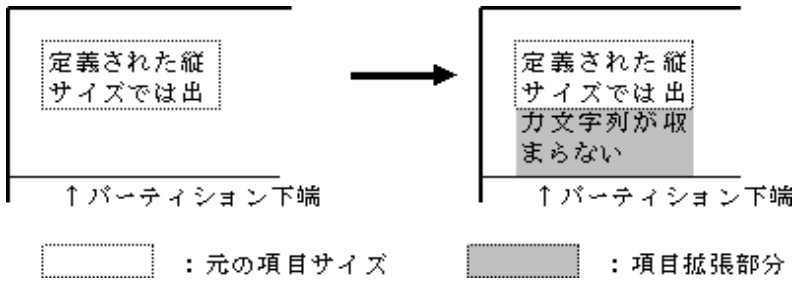 定義された縦
サイズでは出
定義された縦
サイズでは出
力文字列が収
まらない
↑パーティション下端
↑パーティション下端
：元の項目サイズ
：項目拡張部分